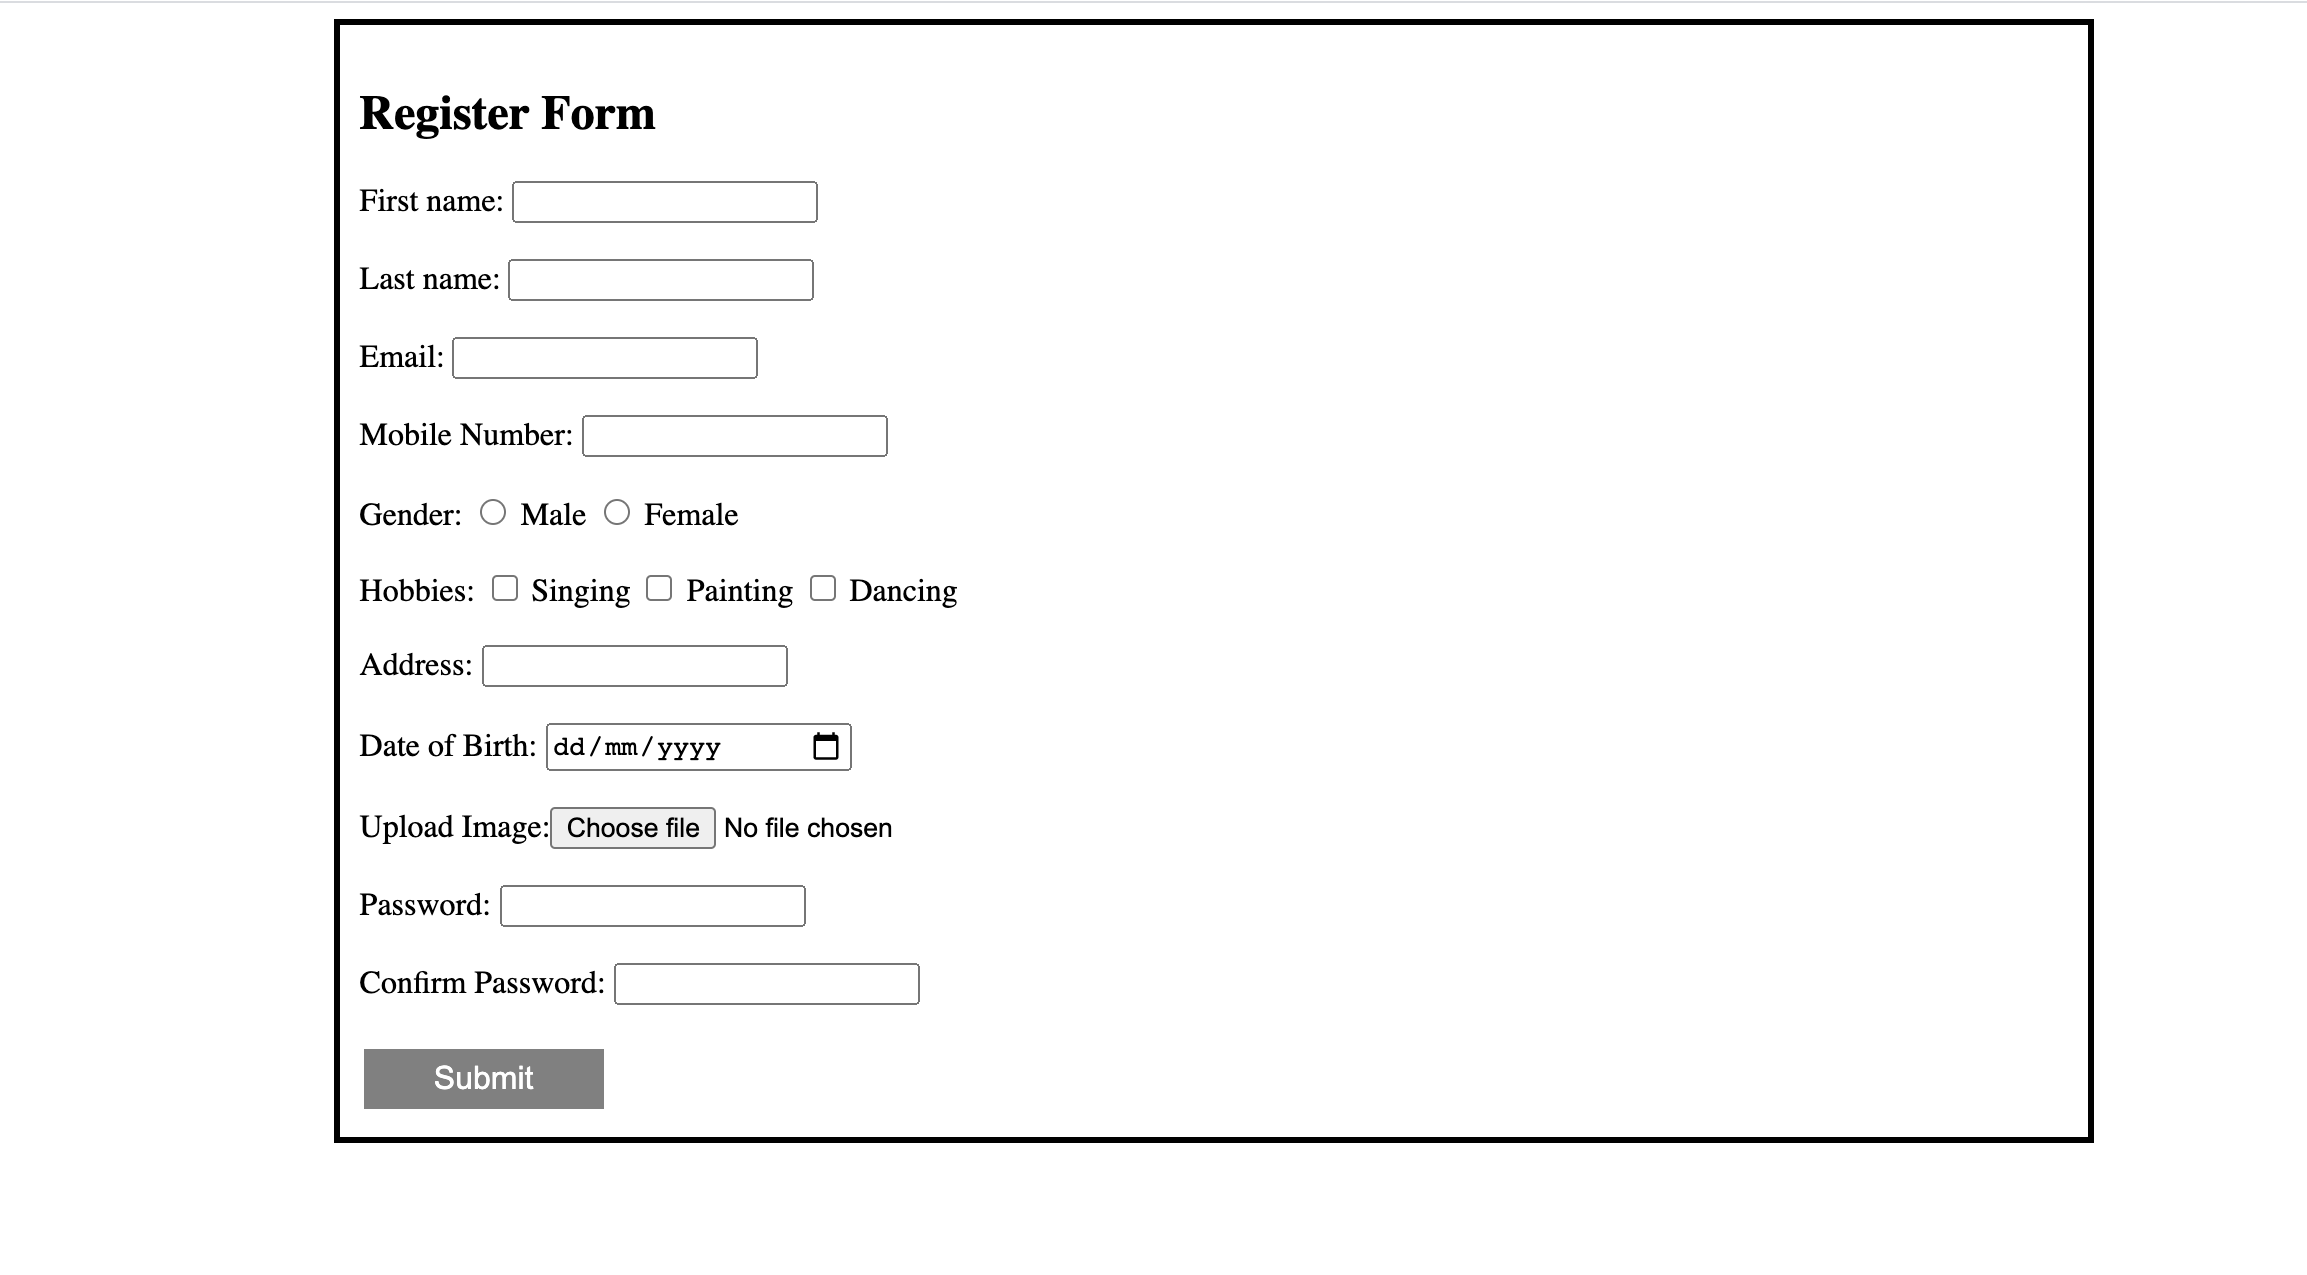 Register Form
First name:
Last name:
Email:
Mobile Number:
Gender: Male Female
Hobbies: Singing Painting Dancing
Address:
Date of Birth: dd/mm/yyyy
Upload Image: Choose file No file chosen
Password:
Confirm Password:
Submit